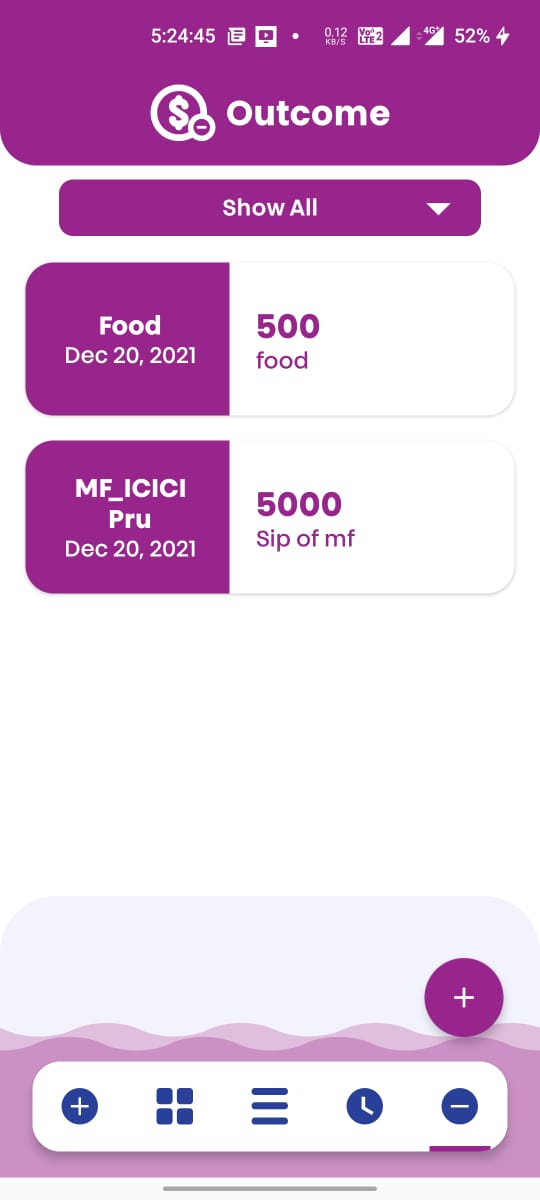 5:24:45 0.12 KB/S Vo) LTE 2 4G+ 52%
Outcome
Show All
Food
Dec 20, 2021
500
food
MF_ICICI
Pru
Dec 20, 2021
5000
Sip of mf